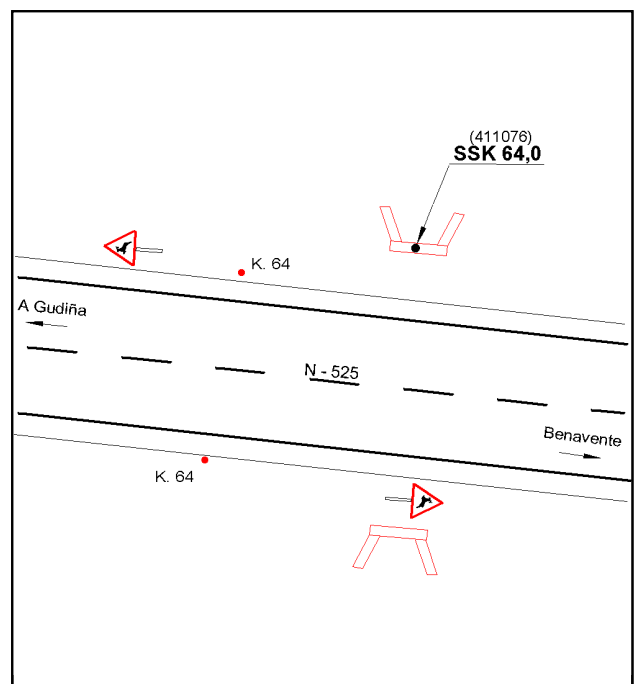 (411076)
SSK 64,0
K. 64
A Gudiña
N - 525
Benavente
K. 64